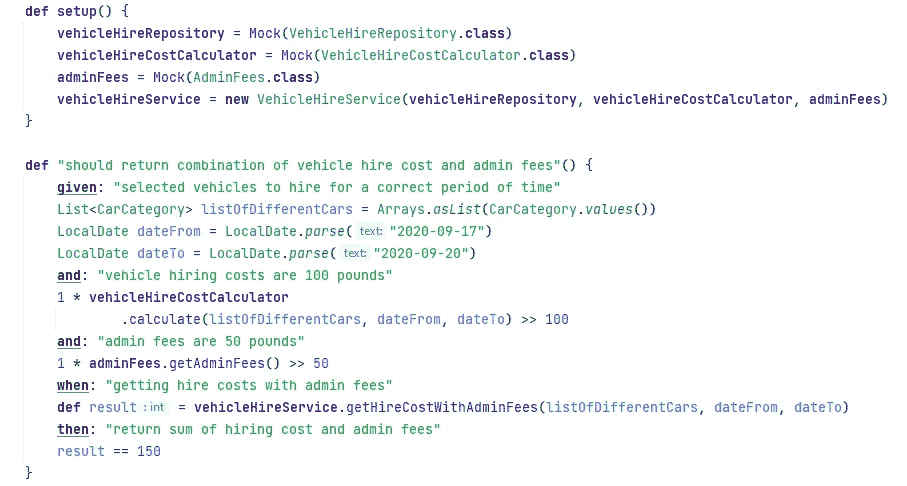 def setup() {
    vehicleHireRepository = Mock(VehicleHireRepository.class)
    vehicleHireCostCalculator = Mock(VehicleHireCostCalculator.class)
    adminFees = Mock(AdminFees.class)
    vehicleHireService = new VehicleHireService(vehicleHireRepository, vehicleHireCostCalculator, adminFees)
}

def "should return combination of vehicle hire cost and admin fees"() {
    given: "selected vehicles to hire for a correct period of time"
    List<CarCategory> listOfDifferentCars = Arrays.asList(CarCategory.values())
    LocalDate dateFrom = LocalDate.parse( text: "2020-09-17")
    LocalDate dateTo = LocalDate.parse( text: "2020-09-20")
    and: "vehicle hiring costs are 100 pounds"
    1 * vehicleHireCostCalculator
            .calculate(listOfDifferentCars, dateFrom, dateTo) >> 100
    and: "admin fees are 50 pounds"
    1 * adminFees.getAdminFees() >> 50
    when: "getting hire costs with admin fees"
    def result : int = vehicleHireService.getHireCostWithAdminFees(listOfDifferentCars, dateFrom, dateTo)
    then: "return sum of hiring cost and admin fees"
    result == 150
}